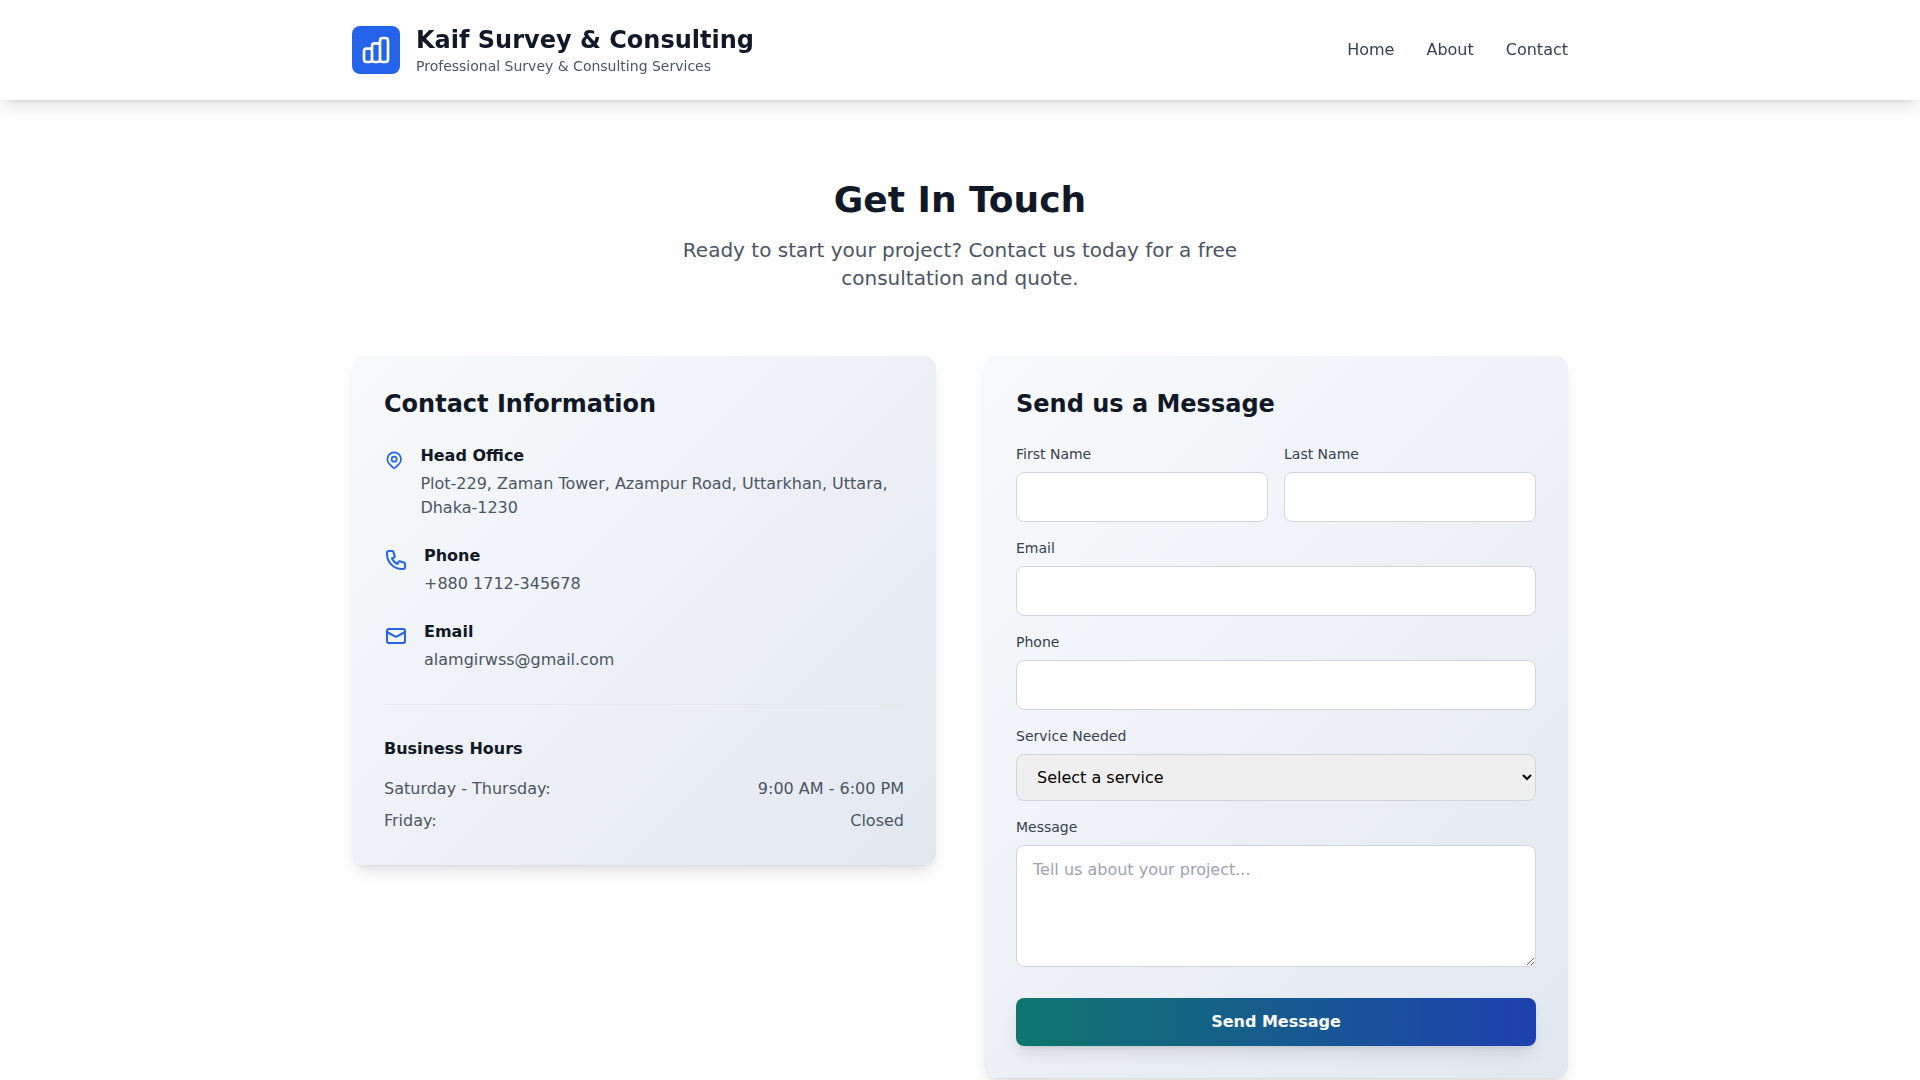 Kaif Survey & Consulting
Professional Survey & Consulting Services
Home
About
Contact
Get In Touch
Ready to start your project? Contact us today for a free
consultation and quote.
Contact Information
Head Office
Plot-229, Zaman Tower, Azampur Road, Uttarkhan, Uttara,
Dhaka-1230
Phone
+880 1712-345678
Email
alamgirwss@gmail.com
Business Hours
Saturday - Thursday: 9:00 AM - 6:00 PM
Friday: Closed
Send us a Message
First Name
Last Name
Email
Phone
Service Needed
Select a service
Message
Tell us about your project...
Send Message